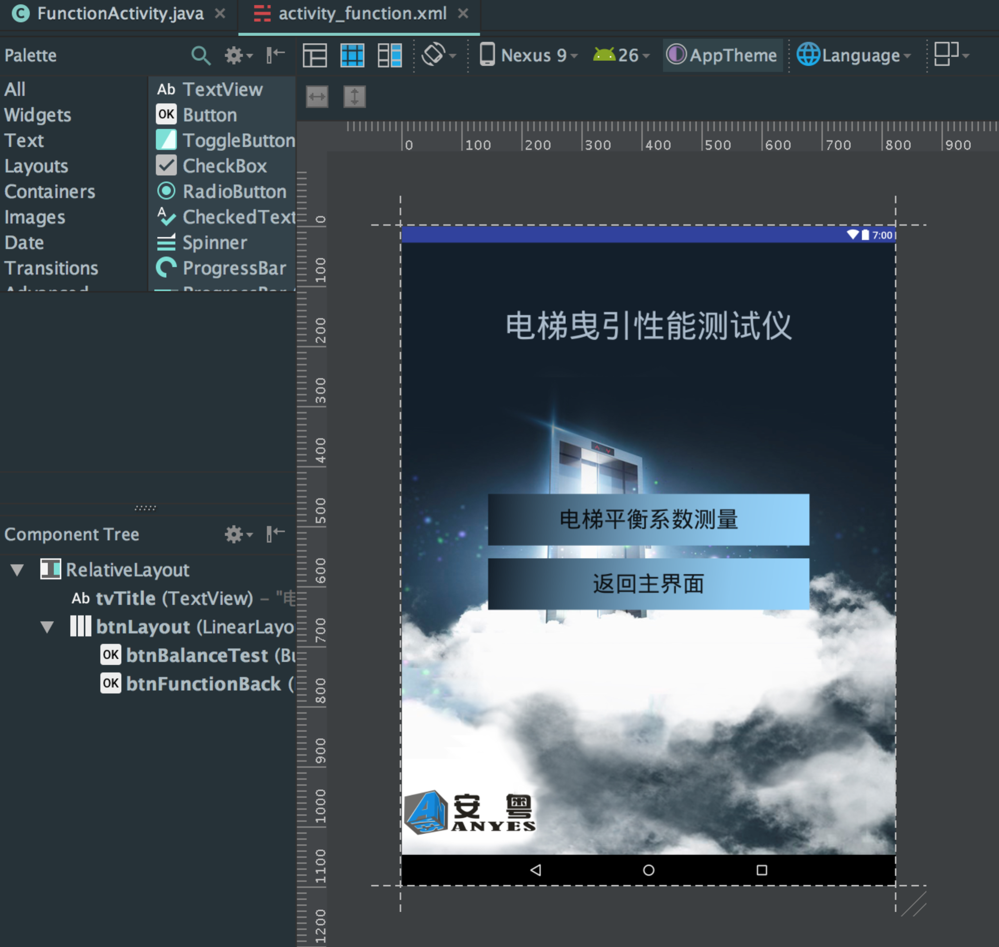 FunctionActivity.java
activity_function.xml
Palette
Nexus 9
26
AppTheme
Language
All
Widgets
Text
Layouts
Containers
Images
Date
Transitions
Advanced
Ab TextView
OK Button
ToggleButton
CheckBox
RadioButton
CheckedText
Spinner
ProgressBar
ProgressBar
0 100 200 300 400 500 600 700 800 900
0 100 200 300 400 500 600 700 800 900 1000 1100 1200
Component Tree
RelativeLayout
Ab tvTitle (TextView) – "电
btnLayout (LinearLayo
OK btnBalanceTest (Bu
OK btnFunctionBack (
7:00
电梯曳引性能测试仪
电梯平衡系数测量
返回主界面
安 粤
ANYES